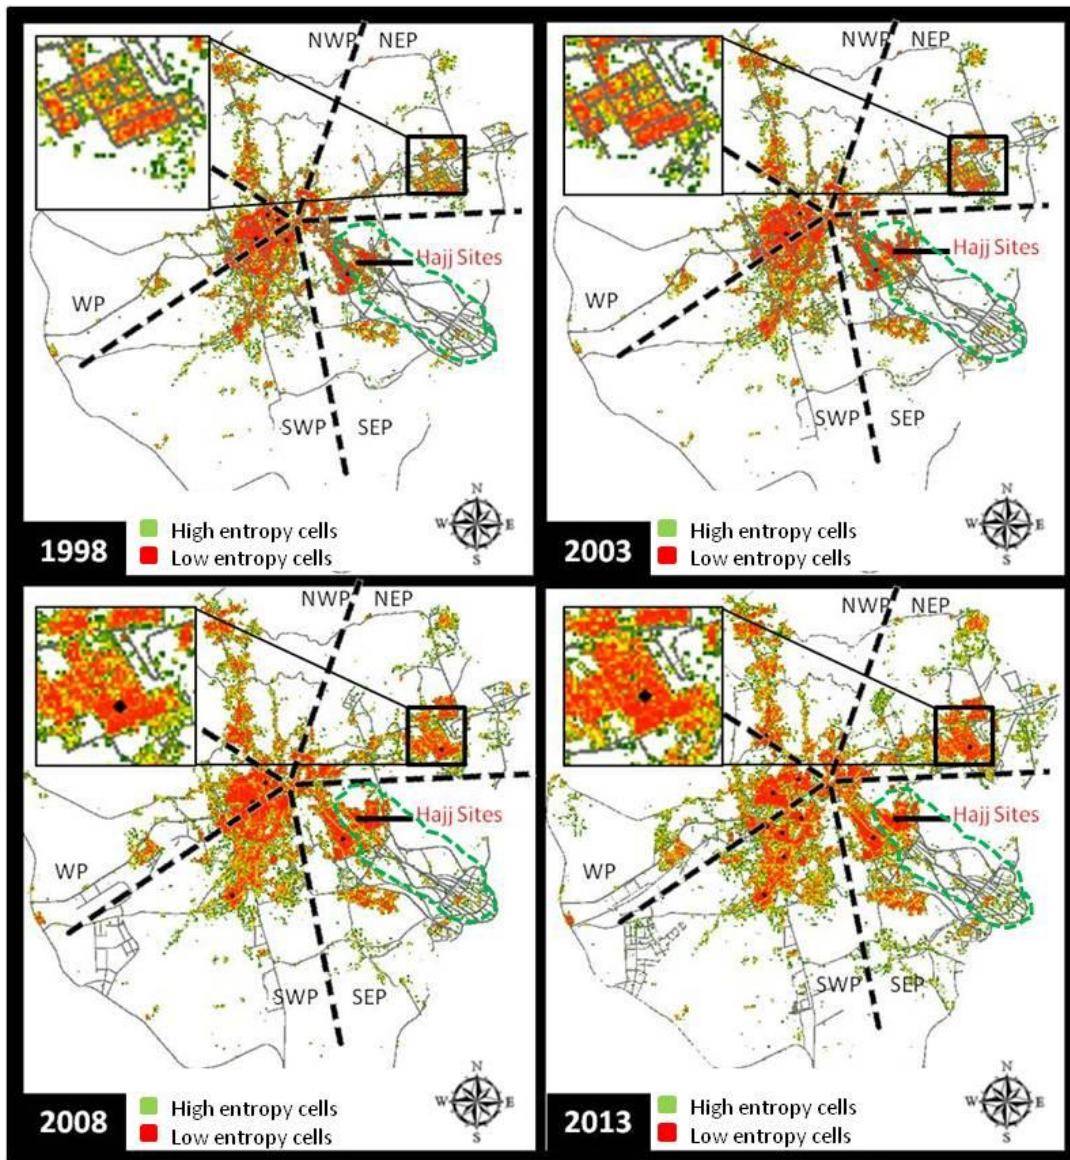 NWP NEP
Hajj Sites
WP
SWP SEP
N
W E
S
High entropy cells
Low entropy cells
1998
NWP NEP
Hajj Sites
WP
SWP SEP
N
W E
S
High entropy cells
Low entropy cells
2003
NWP NEP
Hajj Sites
WP
SWP SEP
N
W E
S
High entropy cells
Low entropy cells
2008
NWP NEP
Hajj Sites
WP
SWP SEP
N
W E
S
High entropy cells
Low entropy cells
2013